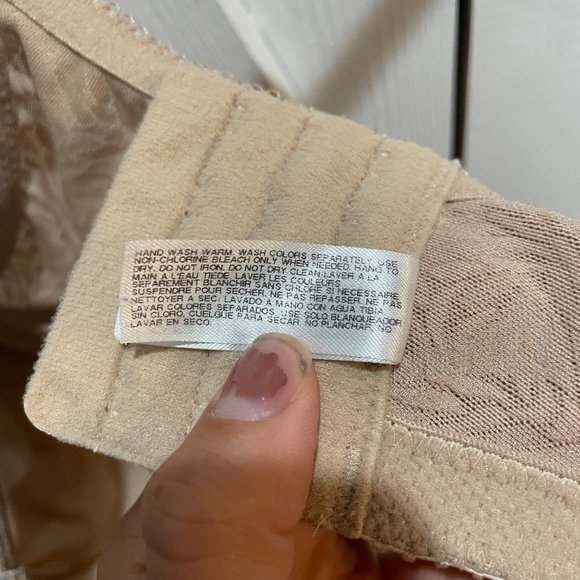 HAND WASH WARM. WASH COLORS SEPARATELY. USE
NON-CHLORINE BLEACH ONLY WHEN NEEDED. HANG TO
DRY. DO NOT IRON. DO NOT DRY CLEAN/LAVER A LA
MAIN A L'EAU TIEDE. LAVER LES COULEURS
SEPAREMENT BLANCHIR SANS CHLORE SI NECESSAIRE
SUSPENDRE POUR SECHER. NE PAS REPASSER. NE PAS
NETTOYER A SEC/ LAVADO A MANO CON AGUA TIBIA.
LAVAR COLORES SEPARADOS. USE SOLO BLANQUEADOR
SIN CLORO. CUELGUE PARA SECAR NO PLANCHAR. NO
LAVAR EN SECO